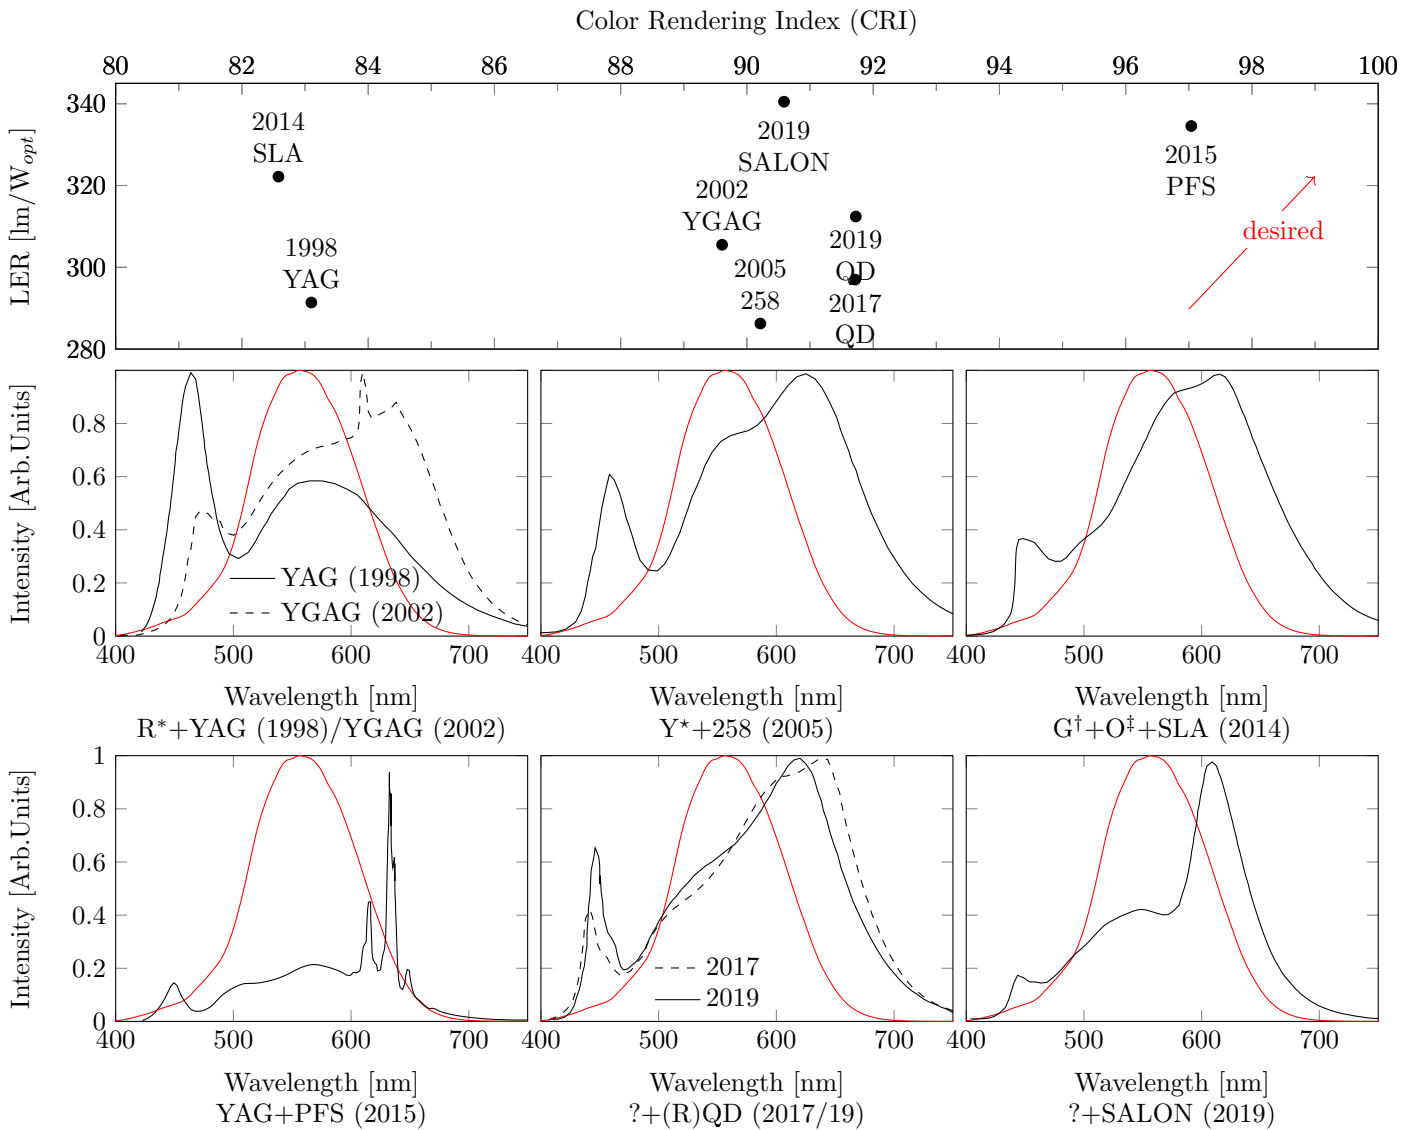 Color Rendering Index (CRI)
80 82 84 86 88 90 92 94 96 98 100
LER [lm/W_opt]
340
320
300
280
2014
SLA
1998
YAG
2019
SALON
2002
YGAG
2005
258
2019
QD
2017
QD
2015
PFS
desired
Intensity [Arb.Units]
0.8
0.6
0.4
0.2
0
YAG (1998)
YGAG (2002)
400 500 600 700
400 500 600 700
400 500 600 700
Wavelength [nm]
R*+YAG (1998)/YGAG (2002)
Wavelength [nm]
Y⋆+258 (2005)
Wavelength [nm]
G†+O‡+SLA (2014)
Intensity [Arb.Units]
1
0.8
0.6
0.4
0.2
0
2017
2019
400 500 600 700
400 500 600 700
400 500 600 700
Wavelength [nm]
YAG+PFS (2015)
Wavelength [nm]
?+(R)QD (2017/19)
Wavelength [nm]
?+SALON (2019)